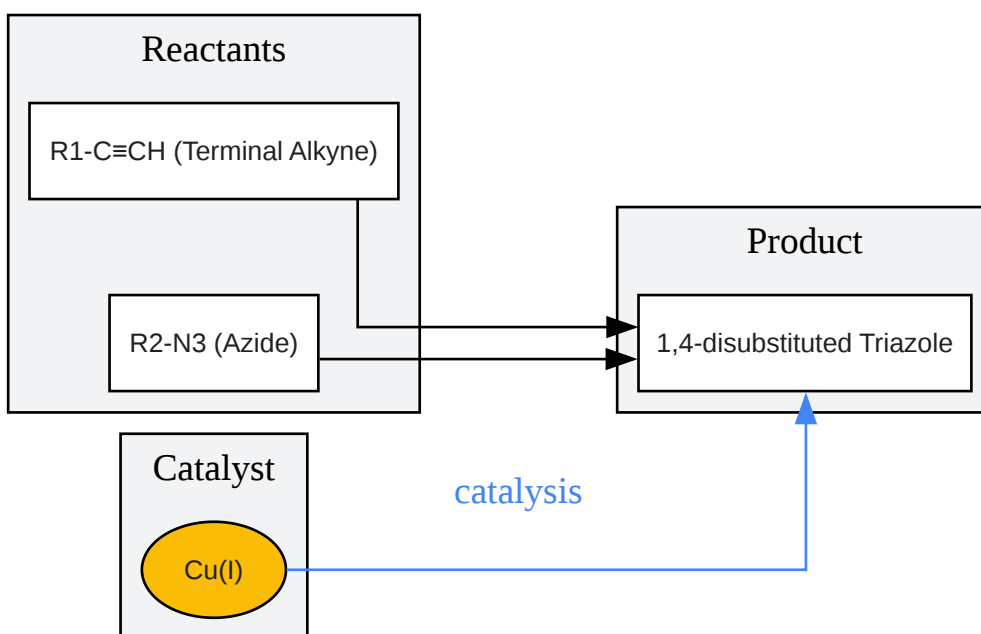 Reactants
R1-C≡CH (Terminal Alkyne)
R2-N3 (Azide)
Product
1,4-disubstituted Triazole
Catalyst
Cu(I)
catalysis